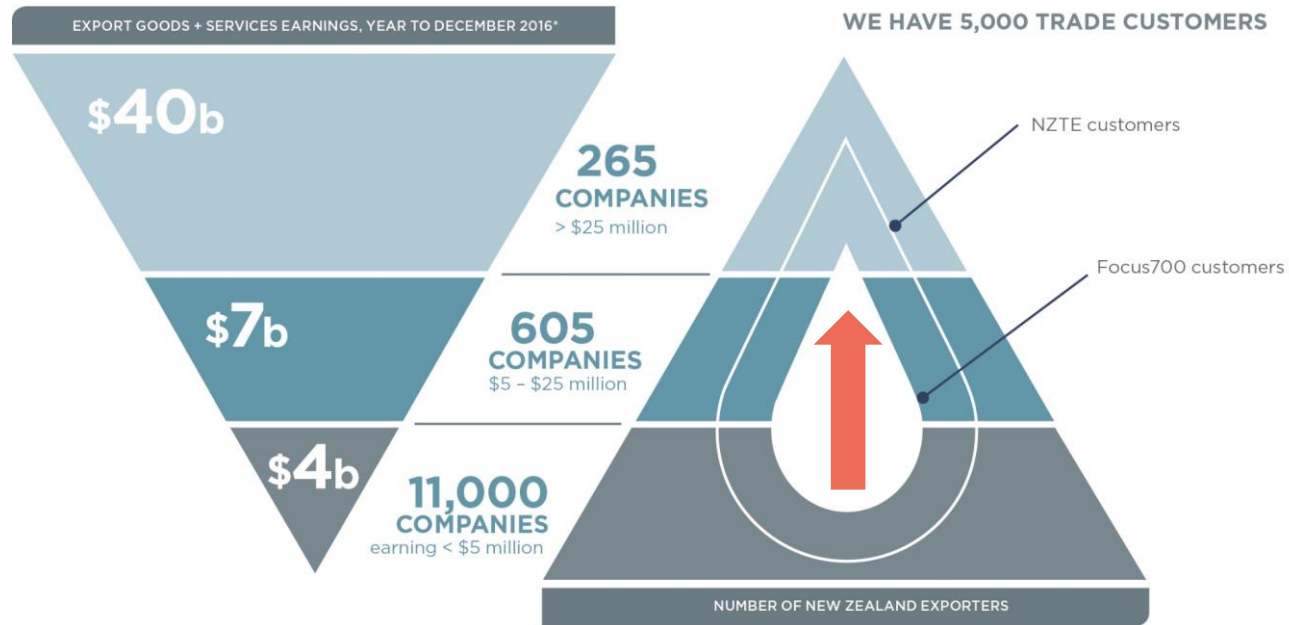 EXPORT GOODS + SERVICES EARNINGS, YEAR TO DECEMBER 2016*
WE HAVE 5,000 TRADE CUSTOMERS
$40b
265
COMPANIES
> $25 million
NZTE customers
Focus700 customers
$7b
605
COMPANIES
$5 – $25 million
$4b
11,000
COMPANIES
earning < $5 million
NUMBER OF NEW ZEALAND EXPORTERS